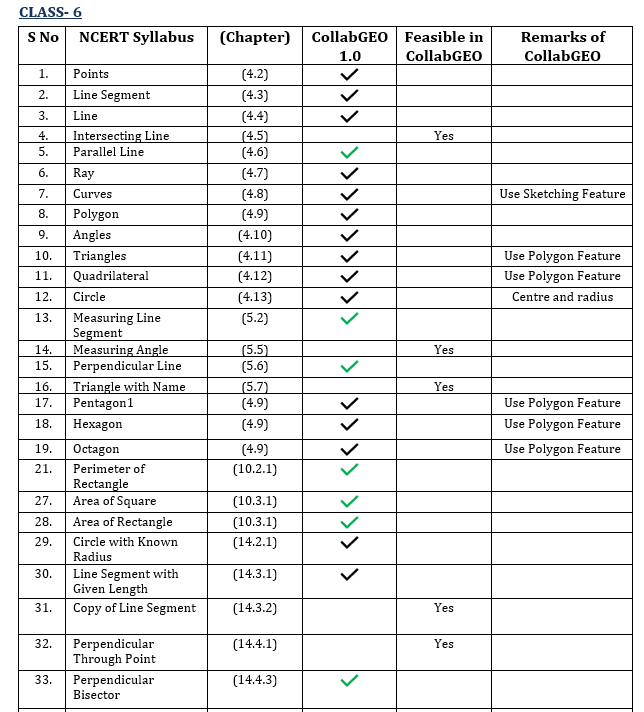 CLASS- 6
S No NCERT Syllabus (Chapter) CollabGEO 1.0 Feasible in CollabGEO Remarks of CollabGEO
1. Points (4.2) ✓
2. Line Segment (4.3) ✓
3. Line (4.4) ✓
4. Intersecting Line (4.5) Yes
5. Parallel Line (4.6) ✓
6. Ray (4.7) ✓
7. Curves (4.8) ✓ Use Sketching Feature
8. Polygon (4.9) ✓
9. Angles (4.10) ✓
10. Triangles (4.11) ✓ Use Polygon Feature
11. Quadrilateral (4.12) ✓ Use Polygon Feature
12. Circle (4.13) ✓ Centre and radius
13. Measuring Line Segment (5.2) ✓
14. Measuring Angle (5.5) Yes
15. Perpendicular Line (5.6) ✓
16. Triangle with Name (5.7) Yes
17. Pentagon1 (4.9) ✓ Use Polygon Feature
18. Hexagon (4.9) ✓ Use Polygon Feature
19. Octagon (4.9) ✓ Use Polygon Feature
21. Perimeter of Rectangle (10.2.1) ✓
27. Area of Square (10.3.1) ✓
28. Area of Rectangle (10.3.1) ✓
29. Circle with Known Radius (14.2.1) ✓
30. Line Segment with Given Length (14.3.1) ✓
31. Copy of Line Segment (14.3.2) Yes
32. Perpendicular Through Point (14.4.1) Yes
33. Perpendicular Bisector (14.4.3) ✓